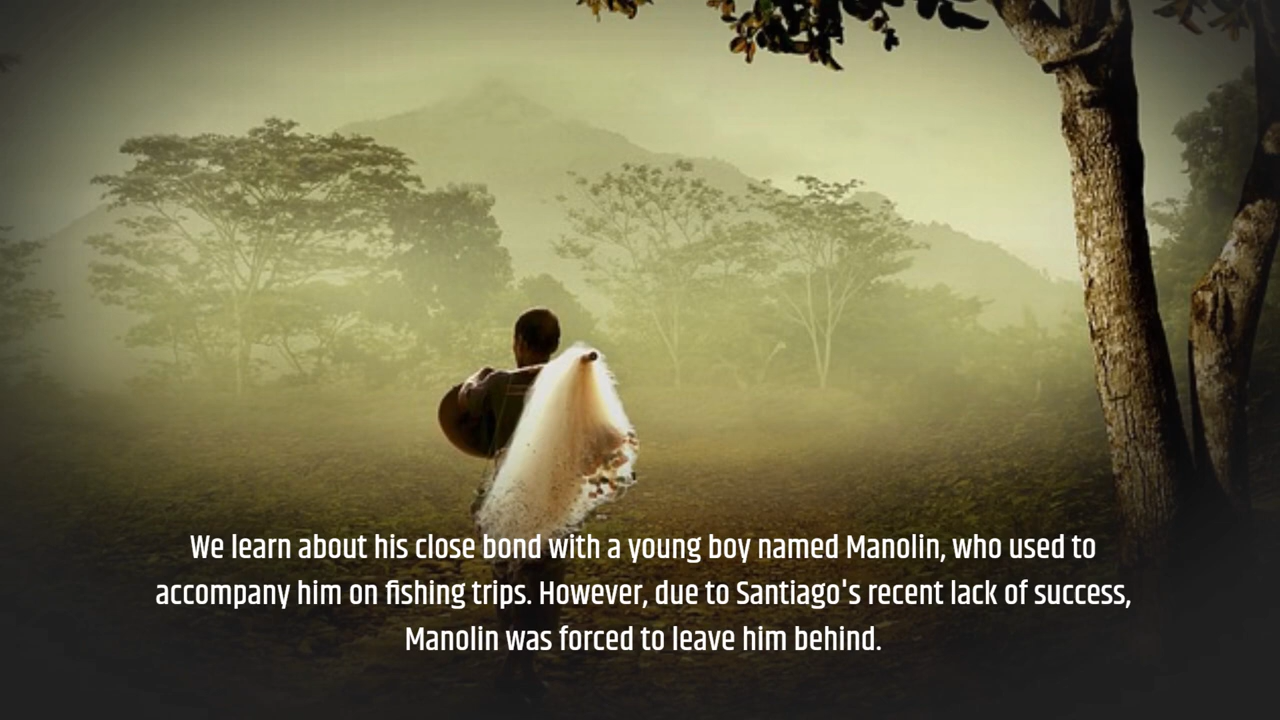 We learn about his close bond with a young boy named Manolin, who used to
accompany him on fishing trips. However, due to Santiago's recent lack of success,
Manolin was forced to leave him behind.